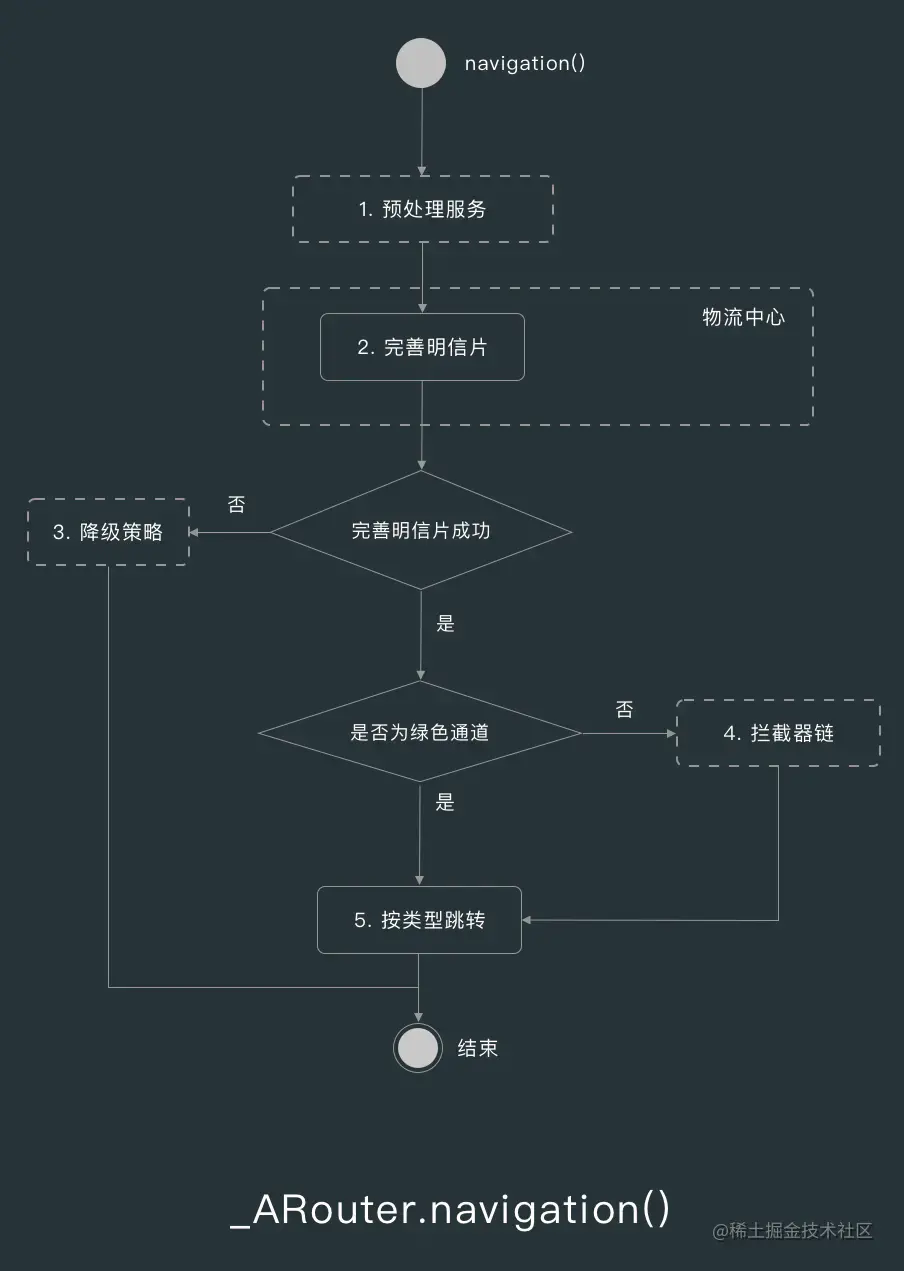 navigation()
1. 预处理服务
物流中心
2. 完善明信片
完善明信片成功
否
3. 降级策略
是
是否为绿色通道
否
4. 拦截器链
是
5. 按类型跳转
结束
_ARouter.navigation()
@稀土掘金技术社区